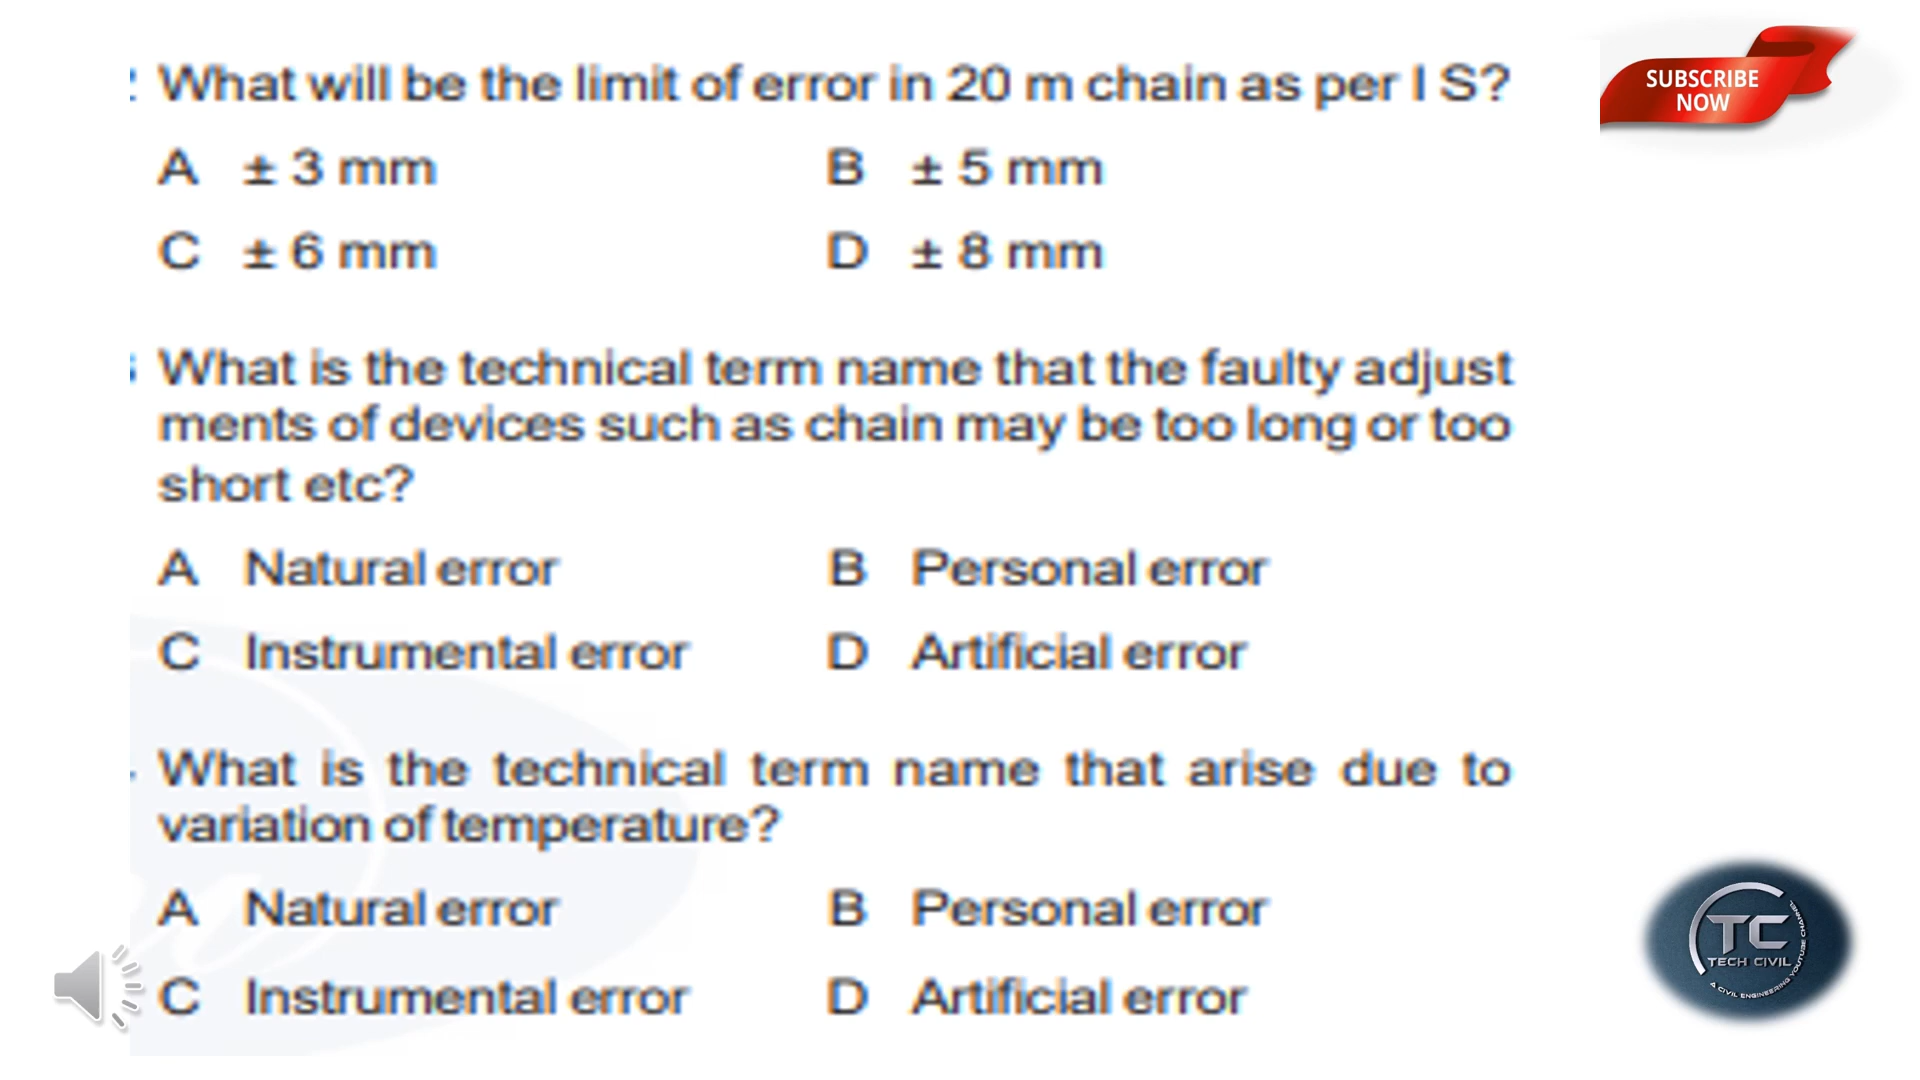 What will be the limit of error in 20 m chain as per I S?
A ± 3 mm B ± 5 mm
C ± 6 mm D ± 8 mm
What is the technical term name that the faulty adjust
ments of devices such as chain may be too long or too
short etc?
A Natural error B Personal error
C Instrumental error D Artificial error
What is the technical term name that arise due to
variation of temperature?
A Natural error B Personal error
C Instrumental error D Artificial error
SUBSCRIBE
NOW
TC
TECH CIVIL
A CIVIL ENGINEERING YOUTUBE CHANNEL